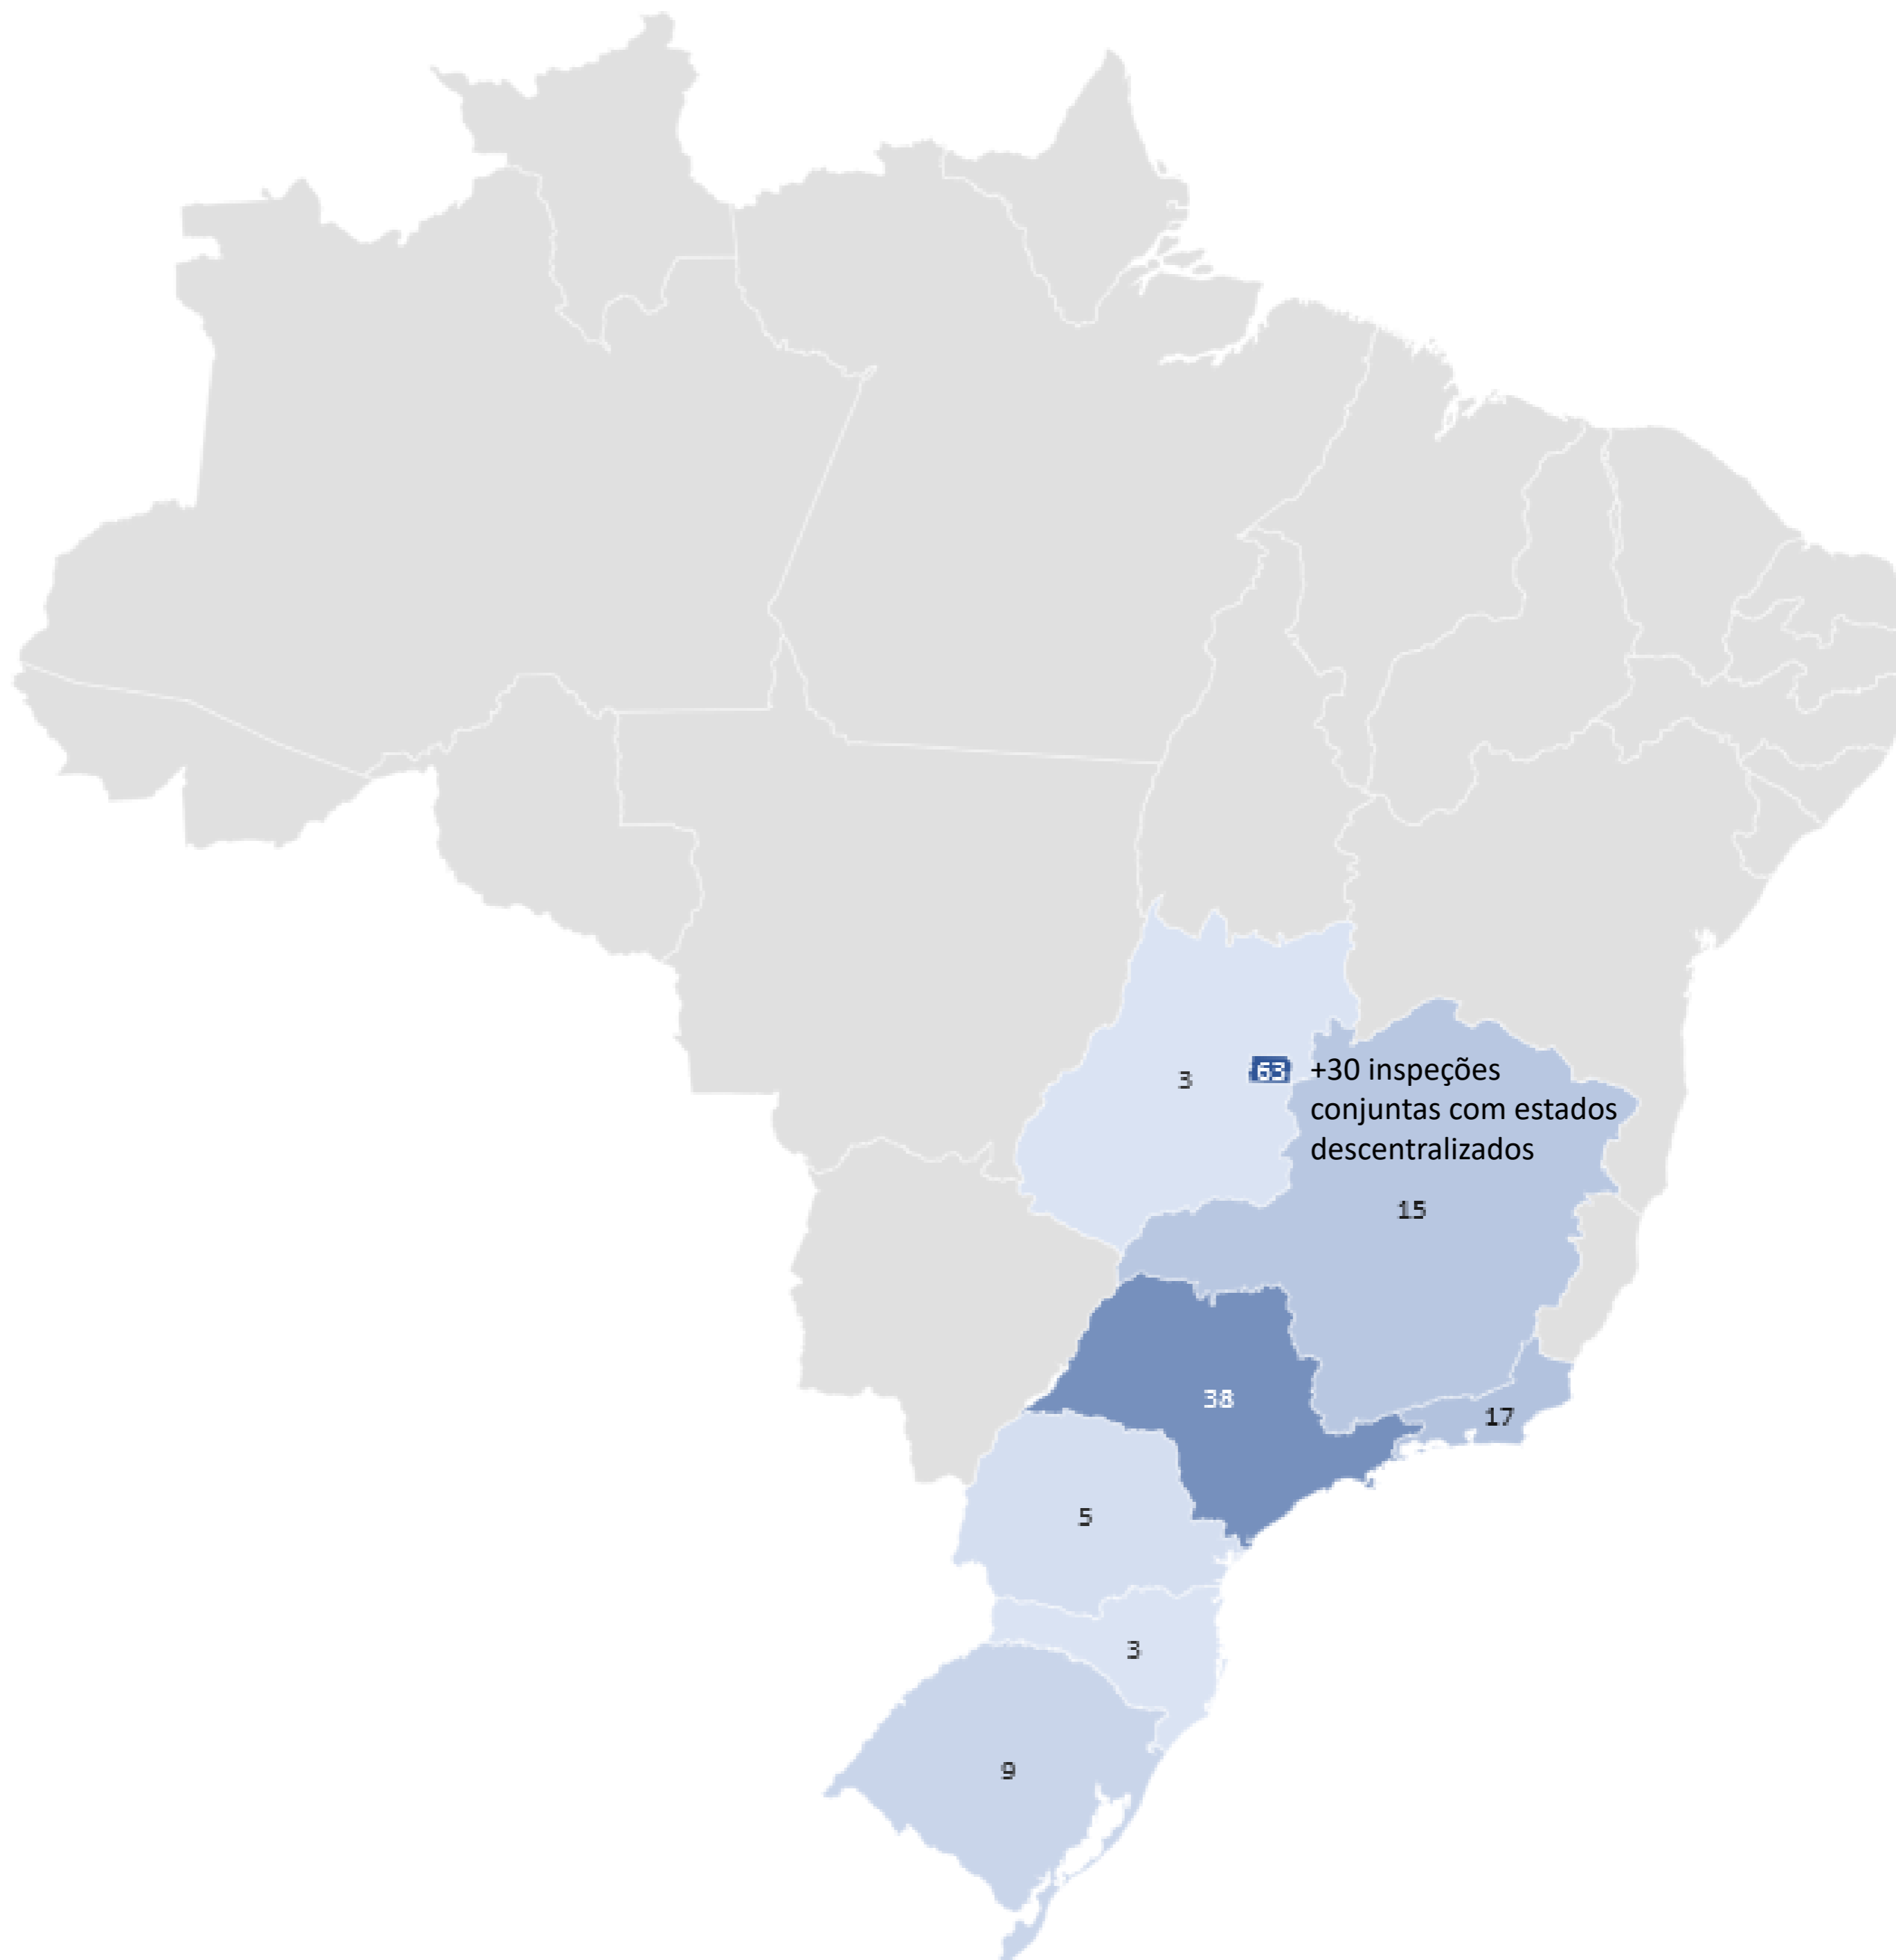 3
63
+30 inspeções
conjuntas com estados
descentralizados
15
38
17
5
3
9